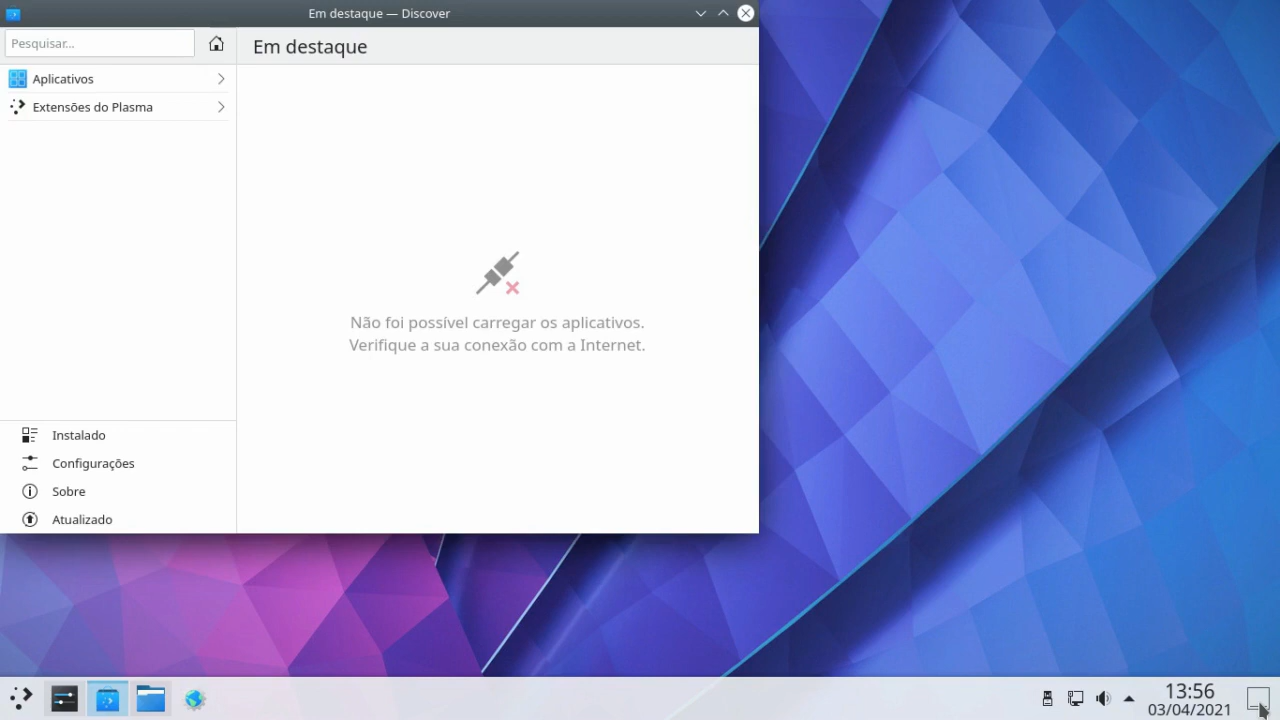 Em destaque — Discover
Pesquisar...
Em destaque
Aplicativos
Extensões do Plasma
Não foi possível carregar os aplicativos.
Verifique a sua conexão com a Internet.
Instalado
Configurações
Sobre
Atualizado
13:56
03/04/2021